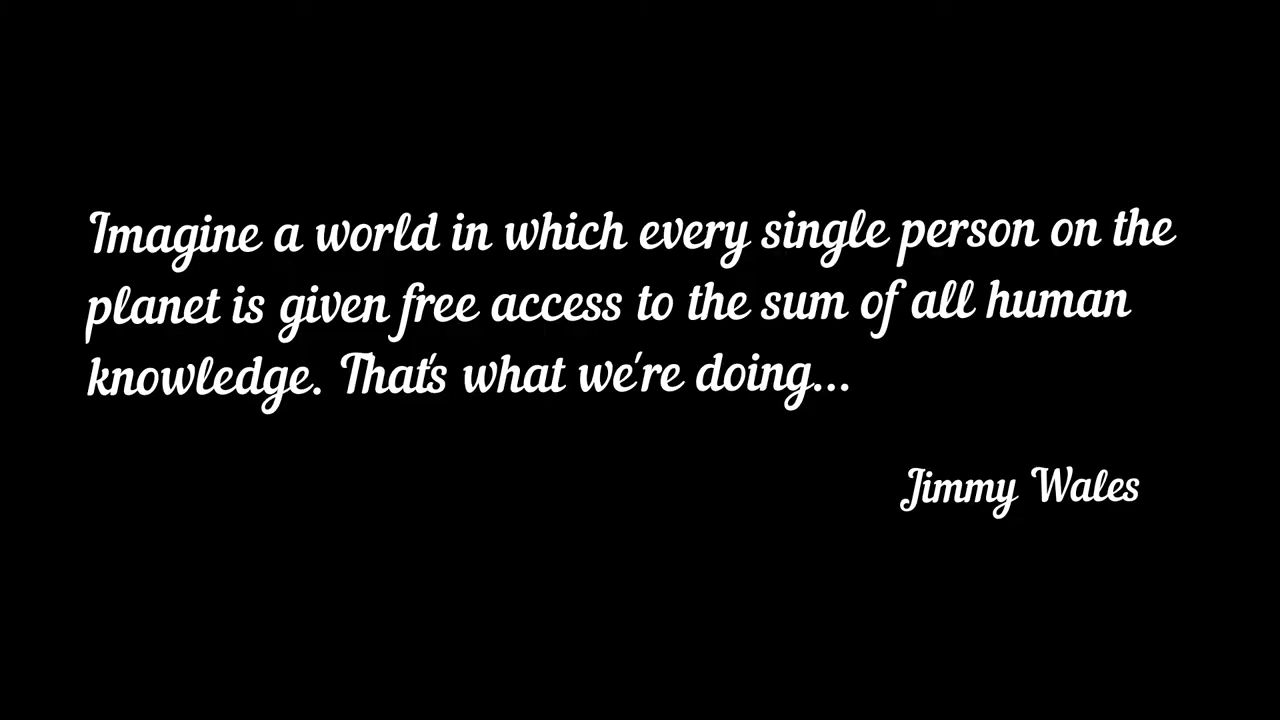 Imagine a world in which every single person on the
planet is given free access to the sum of all human
knowledge. That's what we're doing...
Jimmy Wales